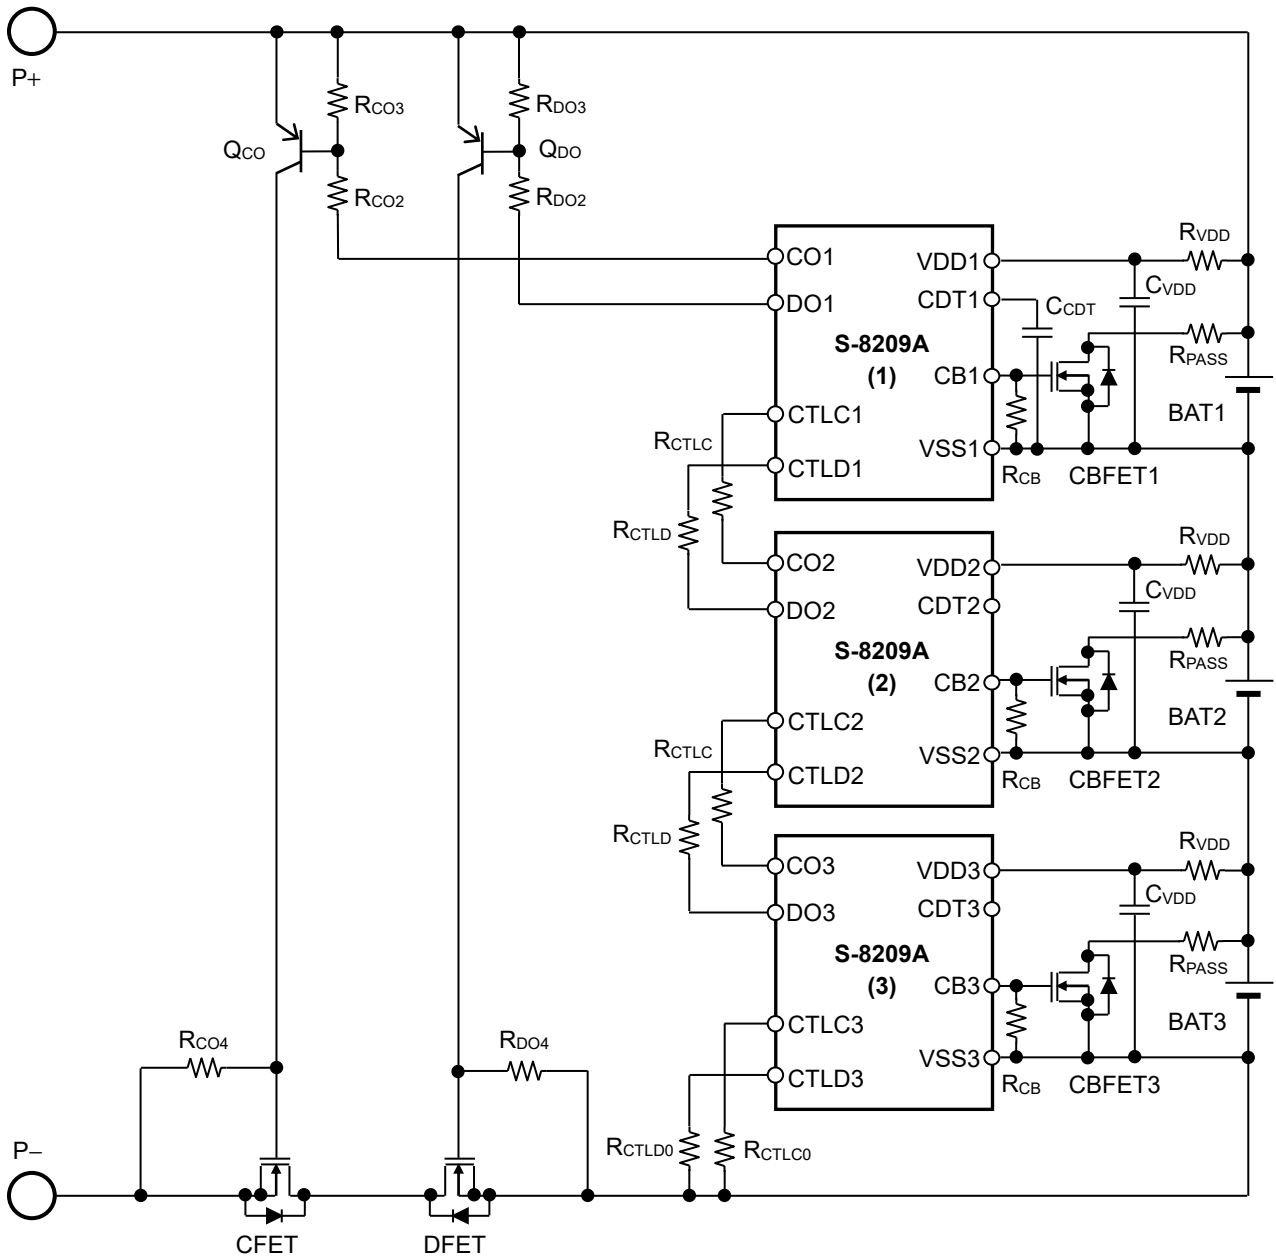 P+
RCO3
RDO3
QCO
QDO
RCO2
RDO2
RVDD
CO1
VDD1
CVDD
DO1
CDT1
CCDT
S-8209A
(1)
RPASS
CB1
BAT1
CTLC1
RCTLC
VSS1
CTLD1
RCB
CBFET1
RCTLD
RVDD
CO2
VDD2
CVDD
DO2
CDT2
S-8209A
(2)
RPASS
CB2
BAT2
CTLC2
RCTLC
VSS2
CTLD2
RCB
CBFET2
RCTLD
RVDD
CO3
VDD3
CVDD
DO3
CDT3
S-8209A
(3)
RPASS
CB3
BAT3
CTLC3
RCO4
RDO4
VSS3
CTLD3
RCB
CBFET3
P−
RCTLD0
RCTLC0
CFET
DFET